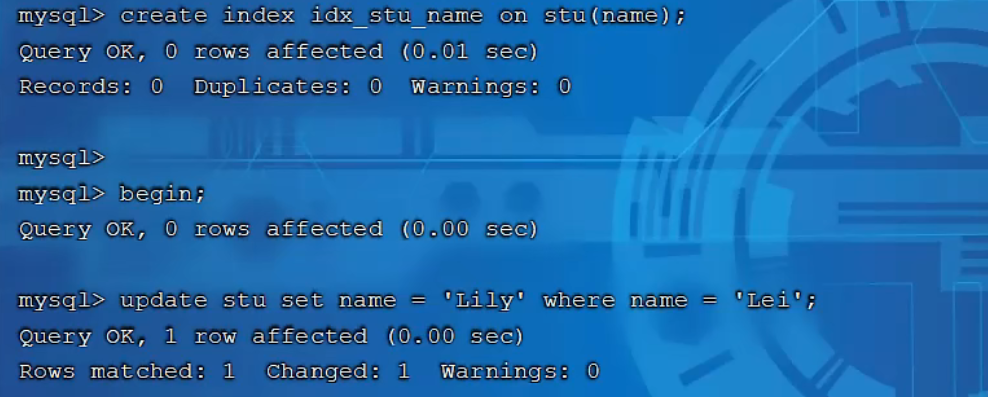 mysql> create index idx_stu_name on stu(name);
Query OK, 0 rows affected (0.01 sec)
Records: 0  Duplicates: 0  Warnings: 0
mysql>
mysql> begin;
Query OK, 0 rows affected (0.00 sec)
mysql> update stu set name = 'Lily' where name = 'Lei';
Query OK, 1 row affected (0.00 sec)
Rows matched: 1  Changed: 1  Warnings: 0